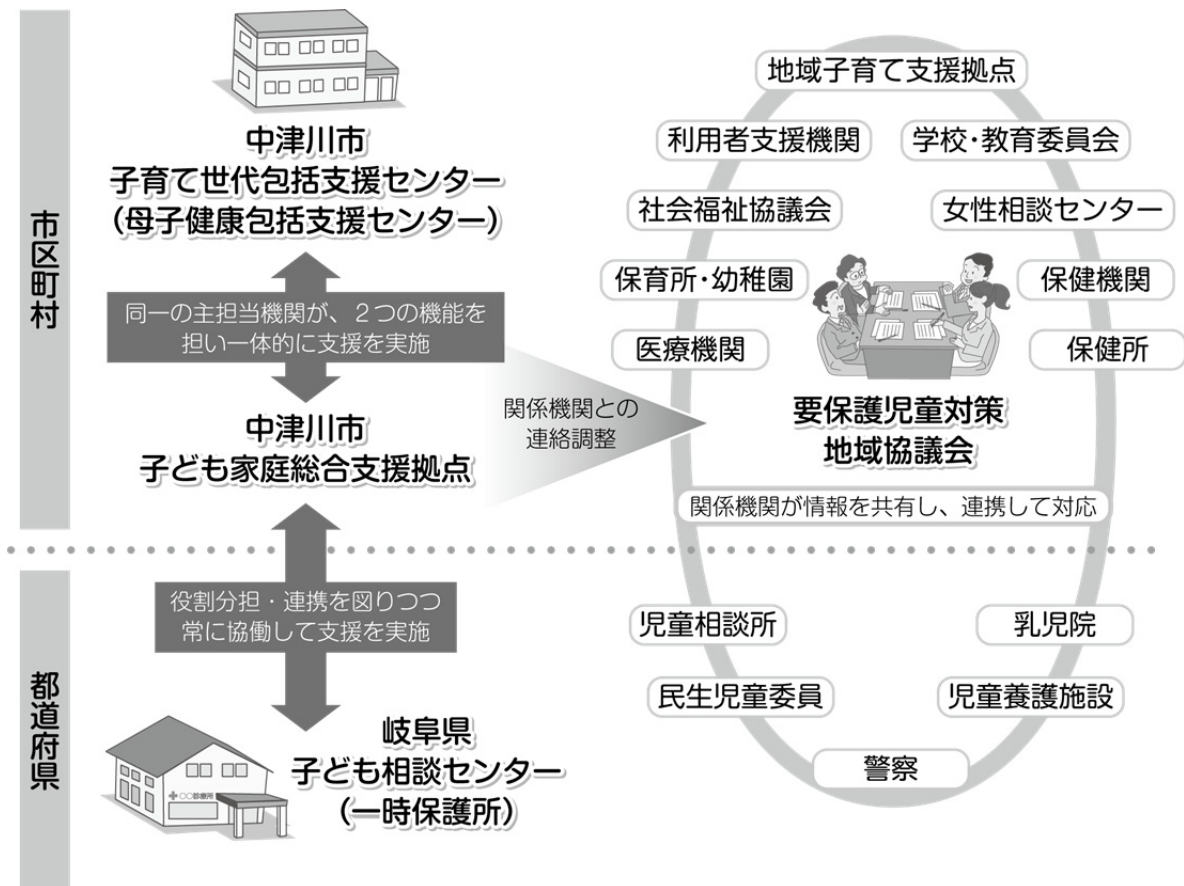 市区町村
中津川市
子育て世代包括支援センター
（母子健康包括支援センター）
同一の主担当機関が、２つの機能を
担い一体的に支援を実施
中津川市
子ども家庭総合支援拠点
関係機関との
連絡調整
地域子育て支援拠点
利用者支援機関
学校・教育委員会
社会福祉協議会
女性相談センター
保育所・幼稚園
保健機関
医療機関
保健所
要保護児童対策
地域協議会
関係機関が情報を共有し、連携して対応
都道府県
役割分担・連携を図りつつ
常に協働して支援を実施
〇〇診療所
岐阜県
子ども相談センター
（一時保護所）
児童相談所
乳児院
民生児童委員
児童養護施設
警察